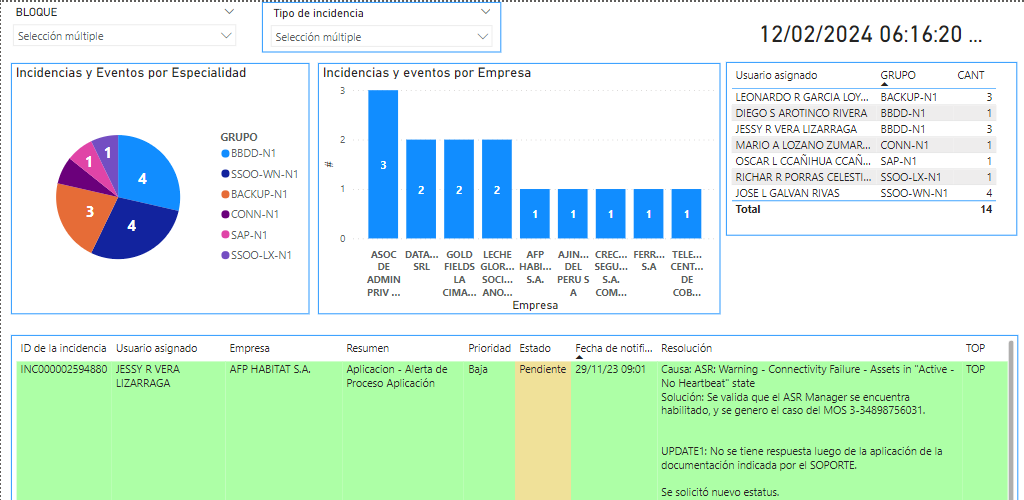 BLOQUE
Selección múltiple
Tipo de incidencia
Selección múltiple
12/02/2024 06:16:20 ...
Incidencias y Eventos por Especialidad
4
4
3
1
1
GRUPO
BBDD-N1
SSOO-WN-N1
BACKUP-N1
CONN-N1
SAP-N1
SSOO-LX-N1
Incidencias y eventos por Empresa
#
3
2
1
0
3
2
2
2
1
1
1
1
1
ASOC DE ADMIN PRIV ...
DATA... SRL
GOLD FIELDS LA CIMA...
LECHE GLOR... SOCI... ANO...
AFP HABI... S.A.
AJIN... DEL PERU S A
CREC... SEGU... S.A. COM...
FERR... S.A
TELE... CENT... DE COB...
Empresa
Usuario asignado GRUPO CANT
LEONARDO R GARCIA LOY... BACKUP-N1 3
DIEGO S AROTINCO RIVERA BBDD-N1 1
JESSY R VERA LIZARRAGA BBDD-N1 3
MARIO A LOZANO ZUMAR... CONN-N1 1
OSCAR L CCAÑIHUA CCAÑ... SAP-N1 1
RICHAR R PORRAS CELESTI... SSOO-LX-N1 1
JOSE L GALVAN RIVAS SSOO-WN-N1 4
Total 14
ID de la incidencia Usuario asignado Empresa Resumen Prioridad Estado Fecha de notifi... Resolución TOP
INC000002594880 JESSY R VERA LIZARRAGA AFP HABITAT S.A. Aplicacion - Alerta de Proceso Aplicación Baja Pendiente 29/11/23 09:01 Causa: ASR: Warning - Connectivity Failure - Assets in "Active - TOP
No Heartbeat" state
Solución: Se valida que el ASR Manager se encuentra
habilitado, y se genero el caso del MOS 3-34898756031.
UPDATE1: No se tiene respuesta luego de la aplicación de la
documentación indicada por el SOPORTE.
Se solicitó nuevo estatus.